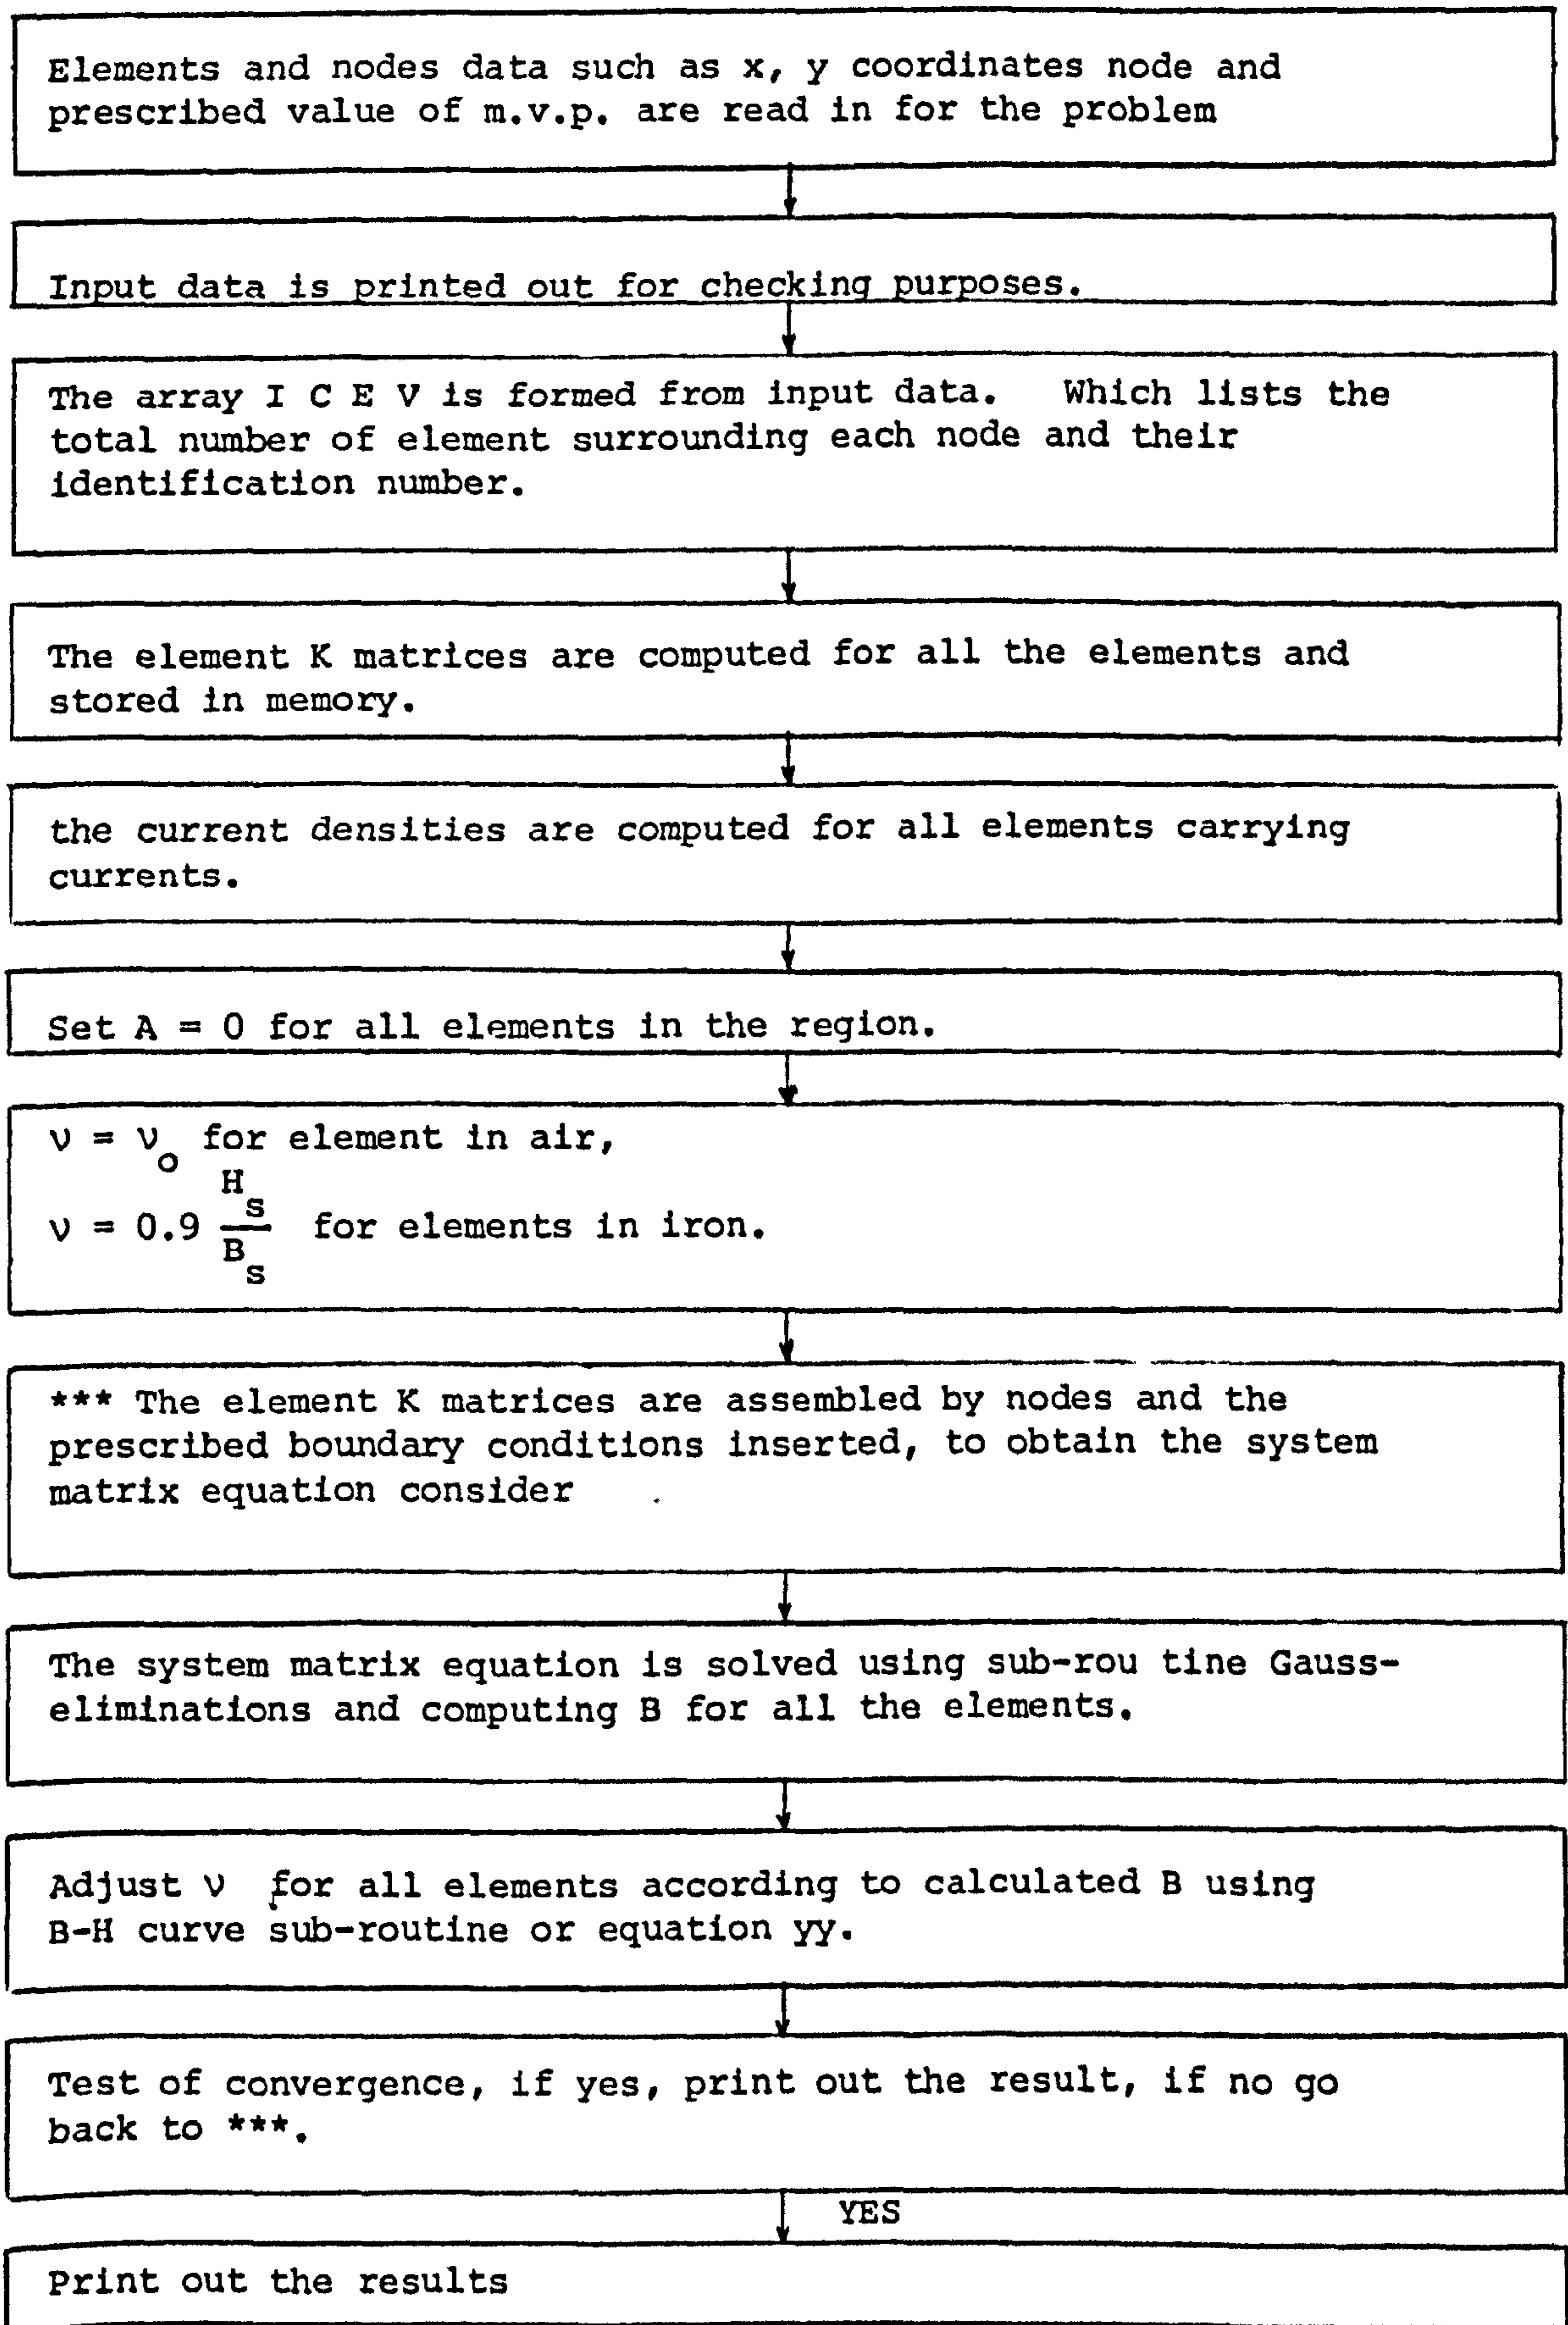 Elements and nodes data such as x, y coordinates node and
prescribed value of m.v.p. are read in for the problem
Input data is printed out for checking purposes.
The array I C E V is formed from input data. Which lists the
total number of element surrounding each node and their
identification number.
The element K matrices are computed for all the elements and
stored in memory.
the current densities are computed for all elements carrying
currents.
Set A = 0 for all elements in the region.
ν = ν_o for element in air,
ν = 0.9 H_s/B_s for elements in iron.
*** The element K matrices are assembled by nodes and the
prescribed boundary conditions inserted, to obtain the system
matrix equation consider
The system matrix equation is solved using sub-rou tine Gauss-
eliminations and computing B for all the elements.
Adjust ν for all elements according to calculated B using
B-H curve sub-routine or equation yy.
Test of convergence, if yes, print out the result, if no go
back to ***.
YES
Print out the results